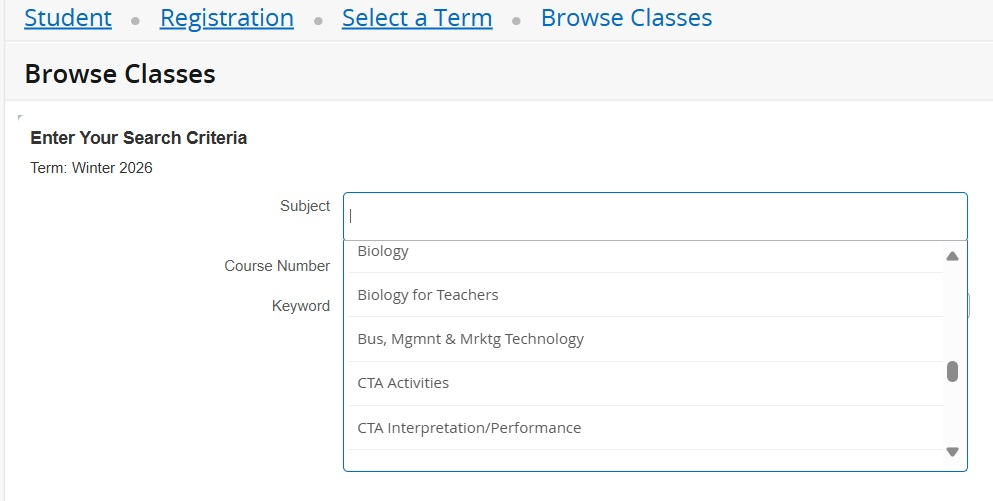 Student • Registration • Select a Term • Browse Classes
Browse Classes
Enter Your Search Criteria
Term: Winter 2026
Subject
Biology
Course Number
Biology for Teachers
Keyword
Bus, Mgmnt & Mrktg Technology
CTA Activities
CTA Interpretation/Performance